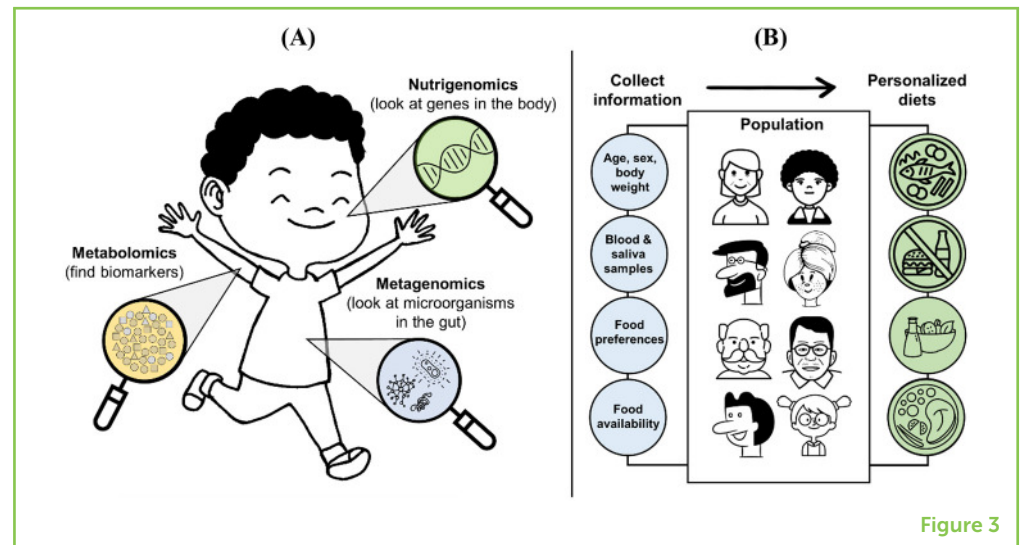 (A)
Nutrigenomics
(look at genes in the body)
Metabolomics
(find biomarkers)
Metagenomics
(look at microorganisms
in the gut)
(B)
Collect
information
Personalized
diets
Population
Age, sex,
body
weight
Blood &
saliva
samples
Food
preferences
Food
availability
Figure 3